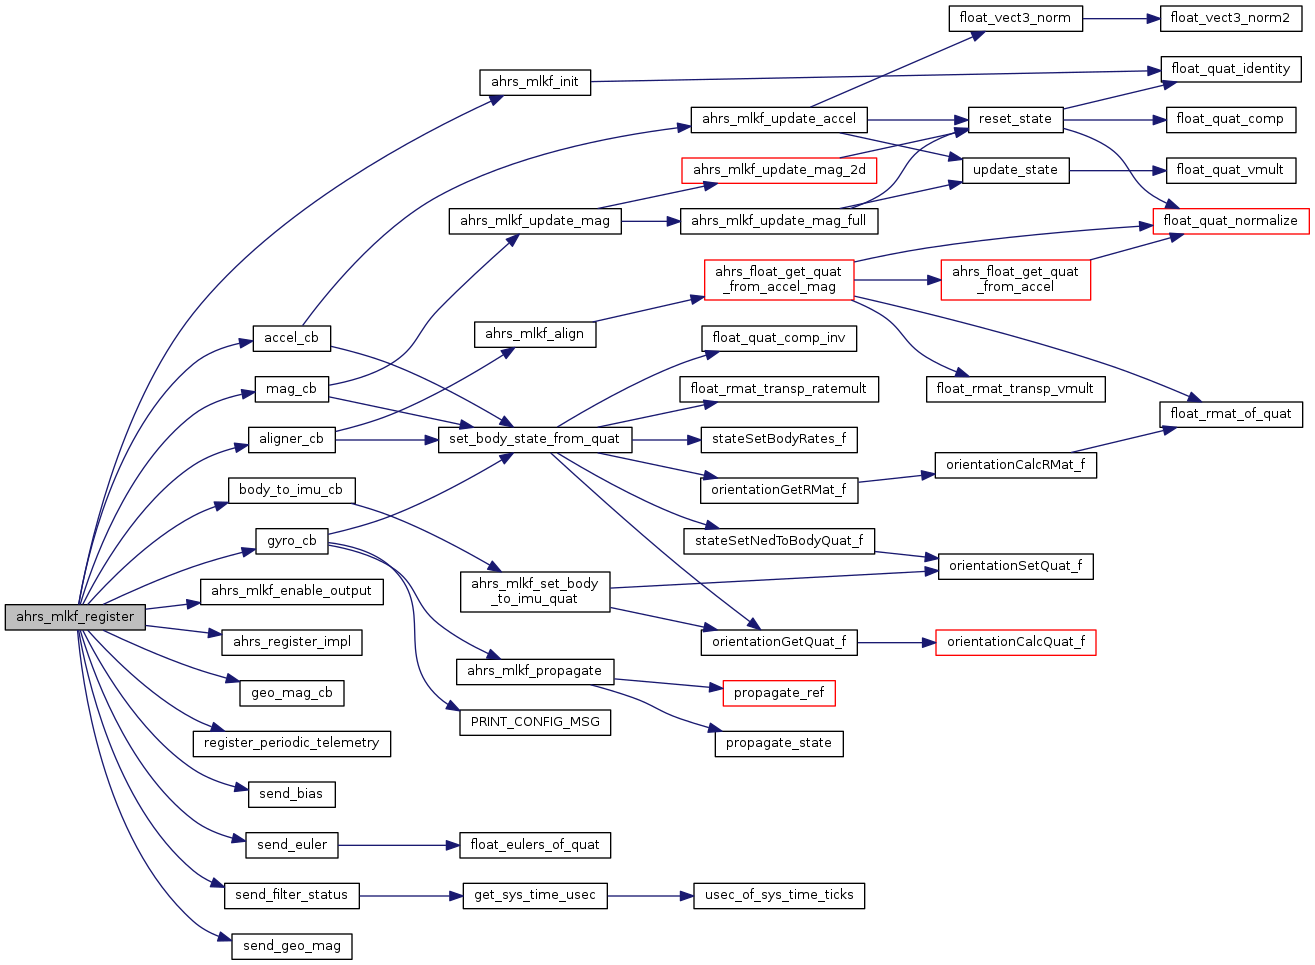 float_vect3_norm
float_vect3_norm2
ahrs_mlkf_init
float_quat_identity
ahrs_mlkf_update_accel
reset_state
float_quat_comp
ahrs_mlkf_update_mag_2d
update_state
float_quat_vmult
ahrs_mlkf_update_mag
ahrs_mlkf_update_mag_full
float_quat_normalize
ahrs_float_get_quat
_from_accel_mag
ahrs_float_get_quat
_from_accel
accel_cb
ahrs_mlkf_align
float_quat_comp_inv
mag_cb
float_rmat_transp_ratemult
float_rmat_transp_vmult
float_rmat_of_quat
aligner_cb
set_body_state_from_quat
stateSetBodyRates_f
orientationCalcRMat_f
body_to_imu_cb
orientationGetRMat_f
gyro_cb
stateSetNedToBodyQuat_f
orientationSetQuat_f
ahrs_mlkf_enable_output
ahrs_mlkf_set_body
_to_imu_quat
ahrs_mlkf_register
ahrs_register_impl
orientationGetQuat_f
orientationCalcQuat_f
ahrs_mlkf_propagate
geo_mag_cb
propagate_ref
PRINT_CONFIG_MSG
register_periodic_telemetry
propagate_state
send_bias
send_euler
float_eulers_of_quat
send_filter_status
get_sys_time_usec
usec_of_sys_time_ticks
send_geo_mag